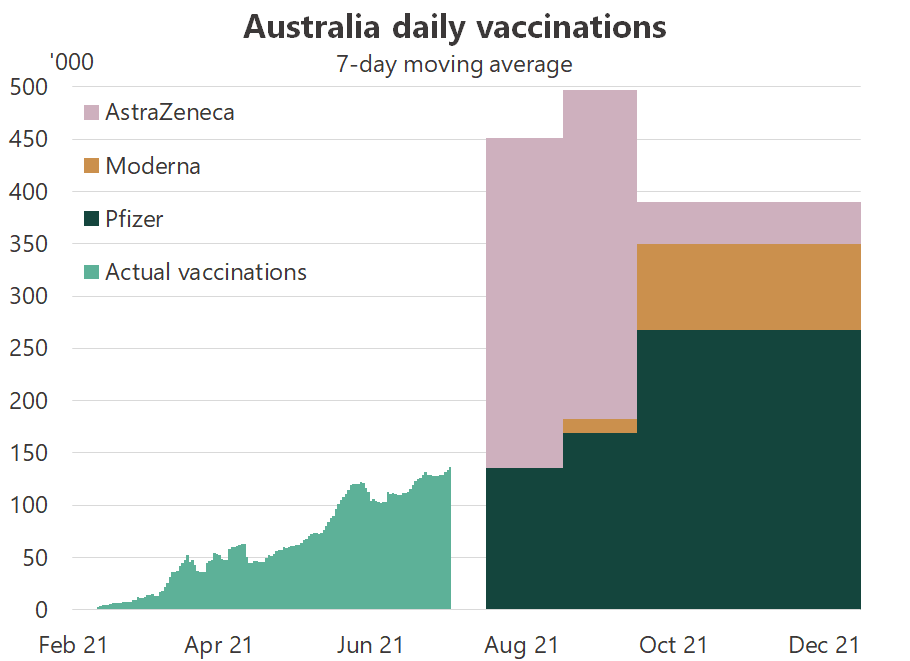 Australia daily vaccinations
'000
7-day moving average
500
450
400
350
300
250
200
150
100
50
0
AstraZeneca
Moderna
Pfizer
Actual vaccinations
Feb 21 Apr 21 Jun 21 Aug 21 Oct 21 Dec 21